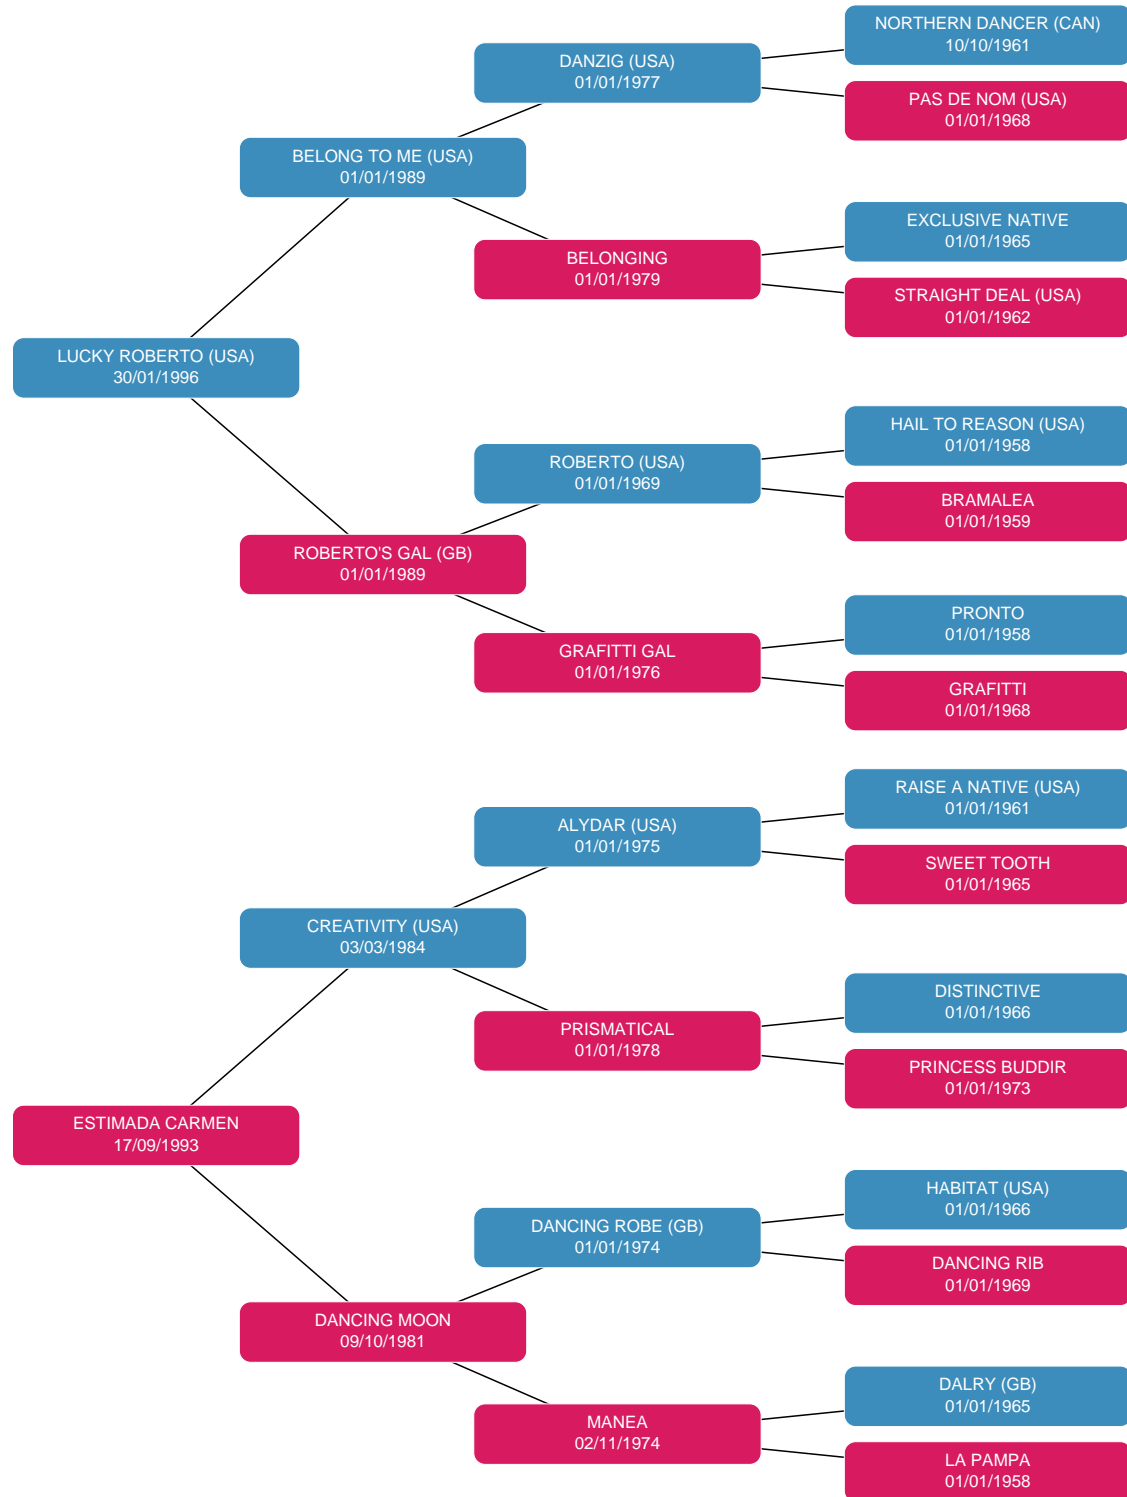 NORTHERN DANCER (CAN)
10/10/1961
DANZIG (USA)
01/01/1977
PAS DE NOM (USA)
01/01/1968
BELONG TO ME (USA)
01/01/1989
EXCLUSIVE NATIVE
01/01/1965
BELONGING
01/01/1979
STRAIGHT DEAL (USA)
01/01/1962
LUCKY ROBERTO (USA)
30/01/1996
HAIL TO REASON (USA)
01/01/1958
ROBERTO (USA)
01/01/1969
BRAMALEA
01/01/1959
ROBERTO'S GAL (GB)
01/01/1989
PRONTO
01/01/1958
GRAFITTI GAL
01/01/1976
GRAFITTI
01/01/1968
RAISE A NATIVE (USA)
01/01/1961
ALYDAR (USA)
01/01/1975
SWEET TOOTH
01/01/1965
CREATIVITY (USA)
03/03/1984
DISTINCTIVE
01/01/1966
PRISMATICAL
01/01/1978
PRINCESS BUDDIR
01/01/1973
ESTIMADA CARMEN
17/09/1993
HABITAT (USA)
01/01/1966
DANCING ROBE (GB)
01/01/1974
DANCING RIB
01/01/1969
DANCING MOON
09/10/1981
DALRY (GB)
01/01/1965
MANEA
02/11/1974
LA PAMPA
01/01/1958